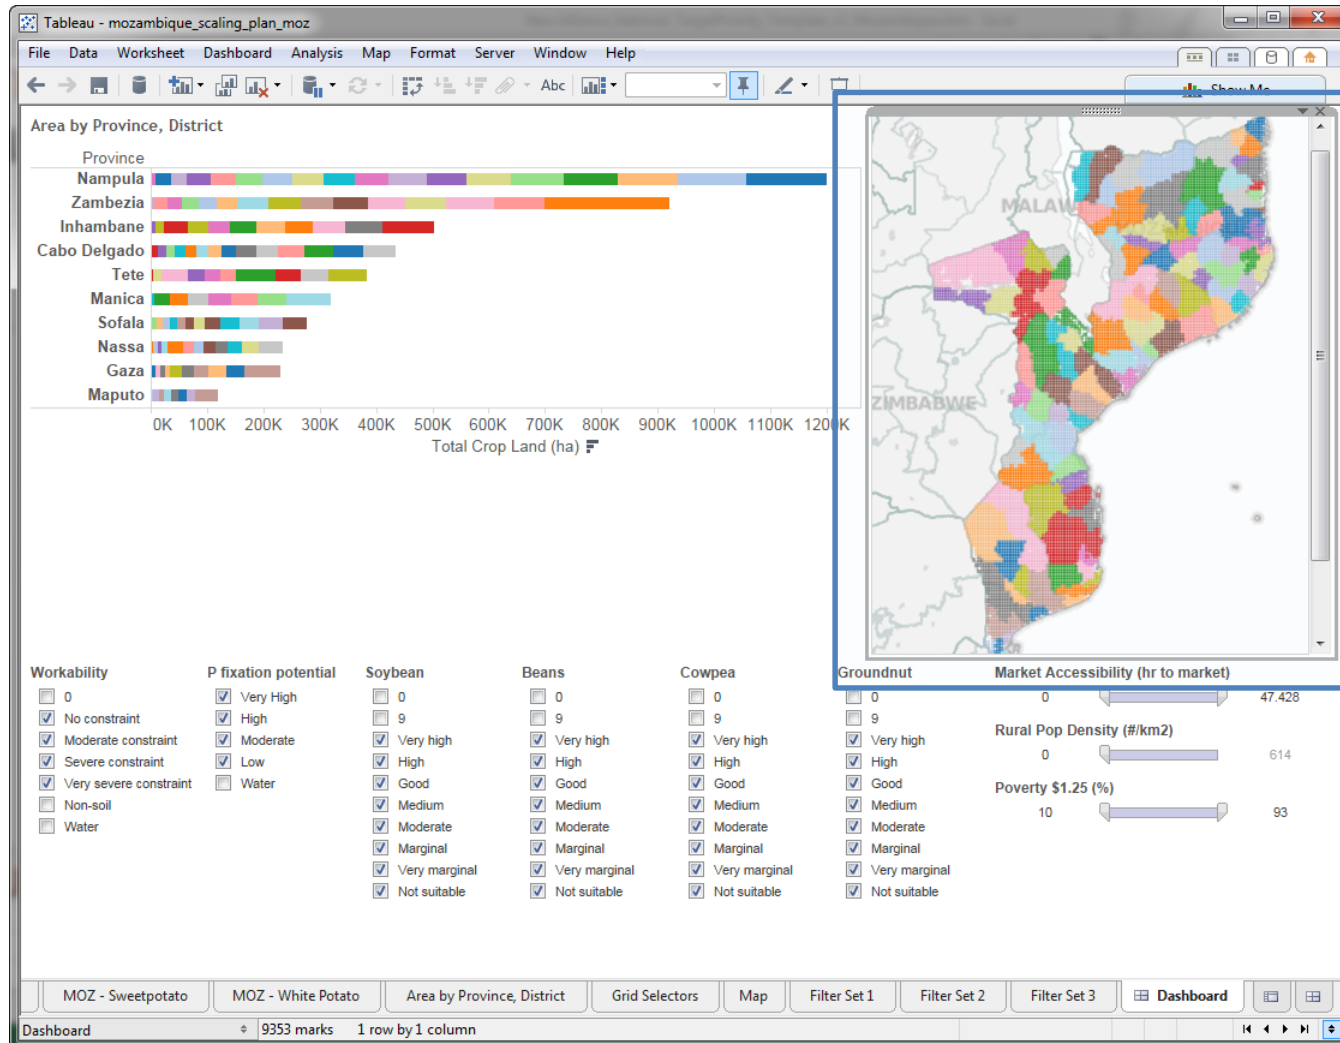 Tableau - mozambique_scaling_plan_moz
File Data Worksheet Dashboard Analysis Map Format Server Window Help
Abc
Show Me
Area by Province, District
Province
Nampula
Zambezia
Inhambane
Cabo Delgado
Tete
Manica
Sofala
Nassa
Gaza
Maputo
0K 100K 200K 300K 400K 500K 600K 700K 800K 900K 1000K 1100K 1200K
Total Crop Land (ha)
MALAW
ZIMBABWE
Workability
0
No constraint
Moderate constraint
Severe constraint
Very severe constraint
Non-soil
Water
P fixation potential
Very High
High
Moderate
Low
Water
Soybean
0
9
Very high
High
Good
Medium
Moderate
Marginal
Very marginal
Not suitable
Beans
0
9
Very high
High
Good
Medium
Moderate
Marginal
Very marginal
Not suitable
Cowpea
0
9
Very high
High
Good
Medium
Moderate
Marginal
Very marginal
Not suitable
Groundnut
0
9
Very high
High
Good
Medium
Moderate
Marginal
Very marginal
Not suitable
Market Accessibility (hr to market)
0 47.428
Rural Pop Density (#/km2)
0 614
Poverty $1.25 (%)
10 93
MOZ - Sweetpotato MOZ - White Potato Area by Province, District Grid Selectors Map Filter Set 1 Filter Set 2 Filter Set 3 Dashboard
Dashboard 9353 marks 1 row by 1 column